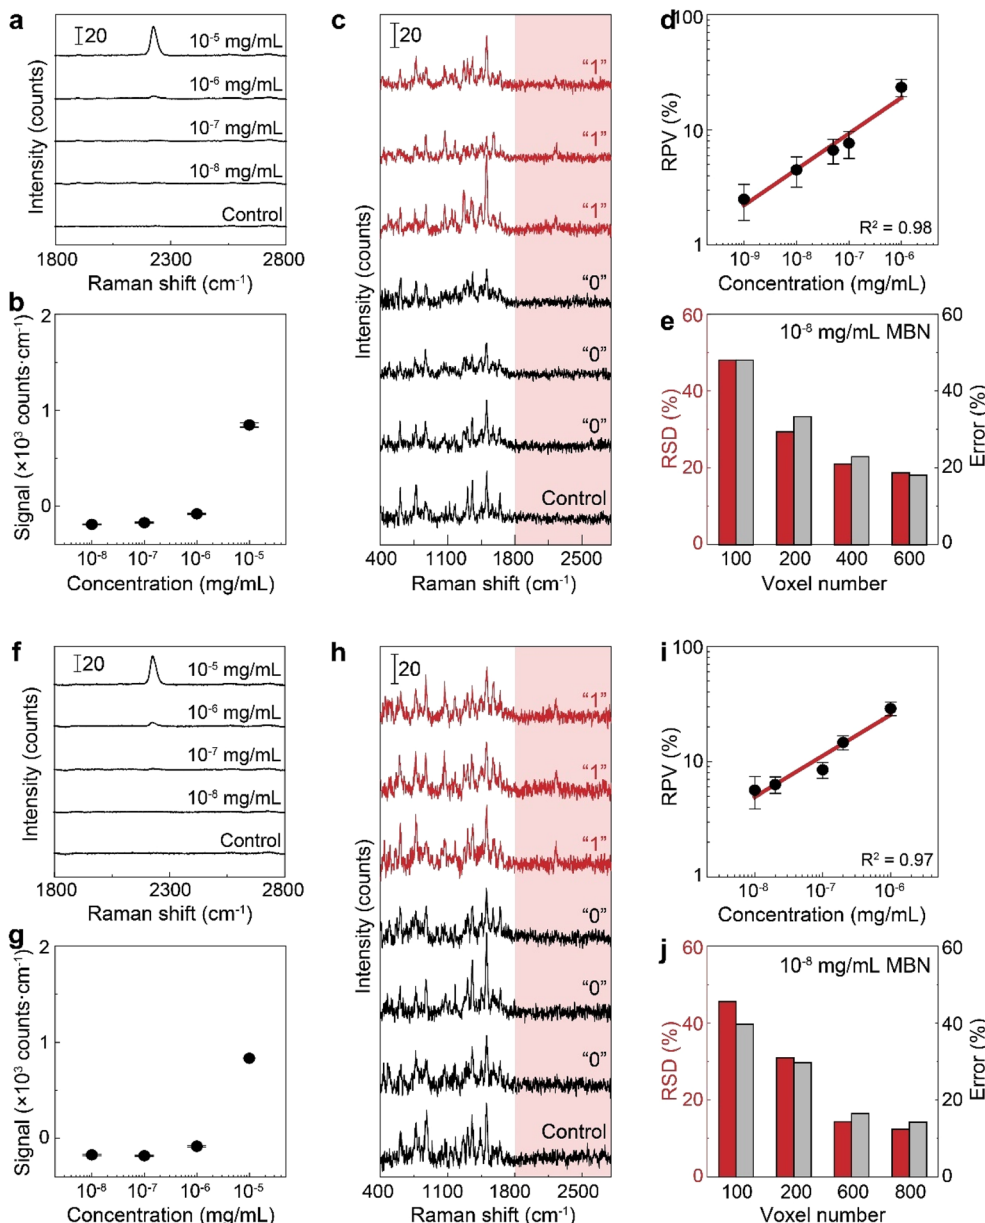 a
20
10⁻⁵ mg/mL
10⁻⁶ mg/mL
10⁻⁷ mg/mL
10⁻⁸ mg/mL
Control
Intensity (counts)
1800 2300 2800
Raman shift (cm⁻¹)
b
2
1
0
Signal (×10³ counts·cm⁻¹)
10⁻⁸ 10⁻⁷ 10⁻⁶ 10⁻⁵
Concentration (mg/mL)
c
20
“1”
“1”
“1”
“0”
“0”
“0”
Control
Intensity (counts)
400 1100 1800 2500
Raman shift (cm⁻¹)
d
100
10
1
RPV (%)
R² = 0.98
10⁻⁹ 10⁻⁸ 10⁻⁷ 10⁻⁶
Concentration (mg/mL)
e
10⁻⁸ mg/mL MBN
60
40
20
0
RSD (%)
60
40
20
0
Error (%)
100 200 400 600
Voxel number
f
20
10⁻⁵ mg/mL
10⁻⁶ mg/mL
10⁻⁷ mg/mL
10⁻⁸ mg/mL
Control
Intensity (counts)
1800 2300 2800
Raman shift (cm⁻¹)
g
2
1
0
Signal (×10³ counts·cm⁻¹)
10⁻⁸ 10⁻⁷ 10⁻⁶ 10⁻⁵
Concentration (mg/mL)
h
20
“1”
“1”
“1”
“0”
“0”
“0”
Control
Intensity (counts)
400 1100 1800 2500
Raman shift (cm⁻¹)
i
100
10
1
RPV (%)
R² = 0.97
10⁻⁸ 10⁻⁷ 10⁻⁶
Concentration (mg/mL)
j
10⁻⁸ mg/mL MBN
60
40
20
0
RSD (%)
60
40
20
0
Error (%)
100 200 600 800
Voxel number